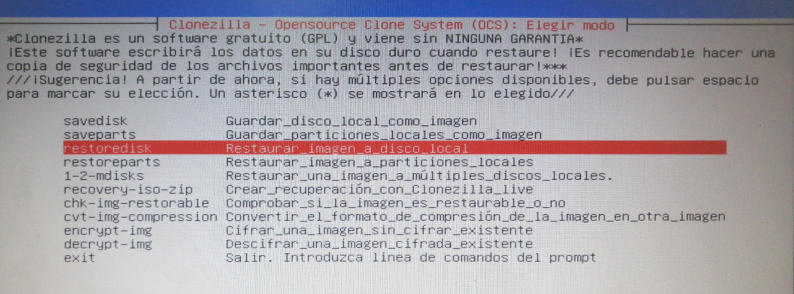 Clonezilla - Opensource Clone System (OCS): Elegir modo
*Clonezilla es un software gratuito (GPL) y viene sin NINGUNA GARANTIA*
¡Este software escribirá los datos en su disco duro cuando restaure! ¡Es recomendable hacer una
copia de seguridad de los archivos importantes antes de restaurar!***
///¡Sugerencia! A partir de ahora, si hay múltiples opciones disponibles, debe pulsar espacio
para marcar su elección. Un asterisco (*) se mostrará en lo elegido///
savedisk Guardar_disco_local_como_imagen
saveparts Guardar_particiones_locales_como_imagen
restoredisk Restaurar_imagen_a_disco_local
restoreparts Restaurar_imagen_a_particiones_locales
1-2-mdisks Restaurar_una_imagen_a_múltiples_discos_locales.
recovery-iso-zip Crear_recuperación_con_Clonezilla_live
chk-img-restorable Comprobar_si_la_imagen_es_restaurable_o_no
cvt-img-compression Convertir_el_formato_de_compresión_de_la_imagen_en_otra_imagen
encrypt-img Cifrar_una_imagen_sin_cifrar_existente
decrypt-img Descifrar_una_imagen_cifrada_existente
exit Salir. Introduzca línea de comandos del prompt